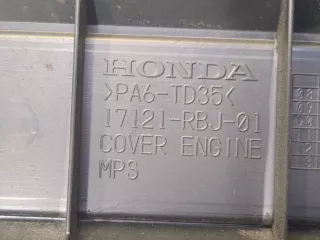 HONDA
>PA6-TD35<
17121-RBJ-01
COVER ENGINE
MPS